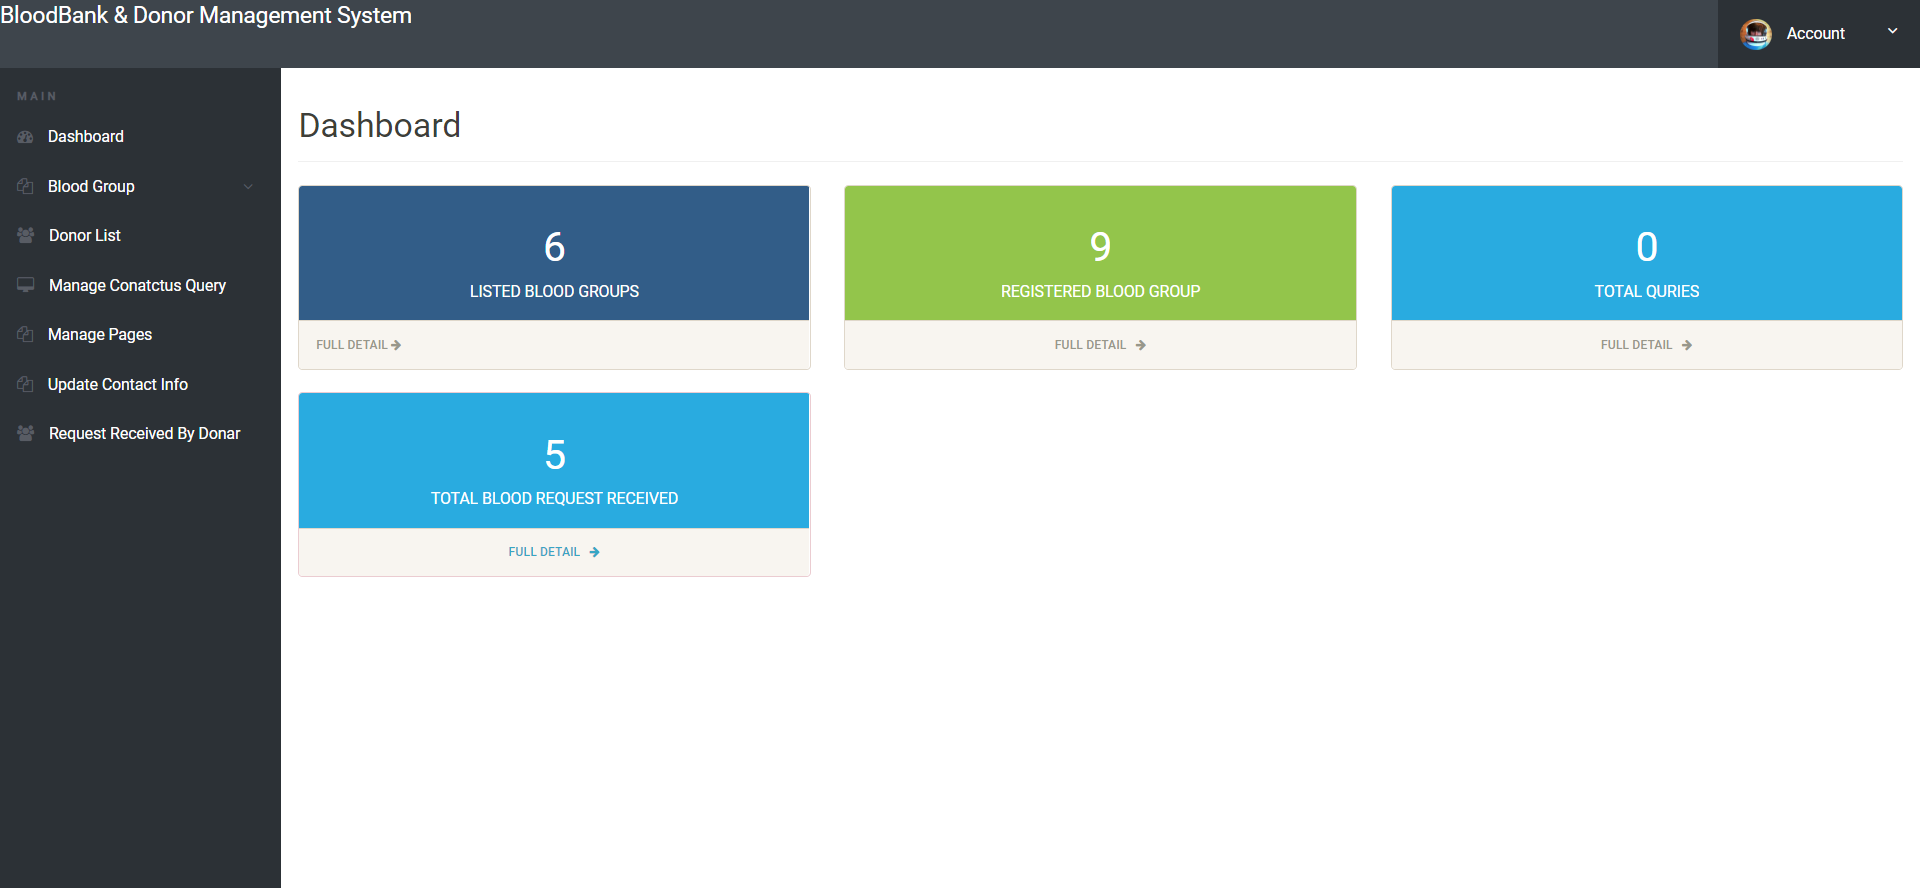 BloodBank & Donor Management System
Account
MAIN
Dashboard
Blood Group
Donor List
Manage Conatctus Query
Manage Pages
Update Contact Info
Request Received By Donar
Dashboard
6
LISTED BLOOD GROUPS
FULL DETAIL
9
REGISTERED BLOOD GROUP
FULL DETAIL
0
TOTAL QURIES
FULL DETAIL
5
TOTAL BLOOD REQUEST RECEIVED
FULL DETAIL